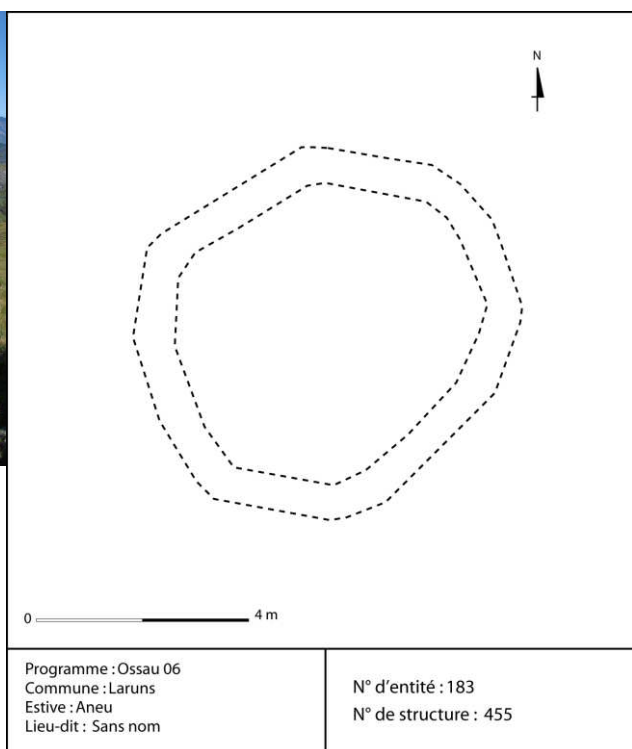 N
0 4 m
Programme : Ossau 06
Commune : Laruns
Estive : Aneu
Lieu-dit : Sans nom
N° d'entité : 183
N° de structure : 455